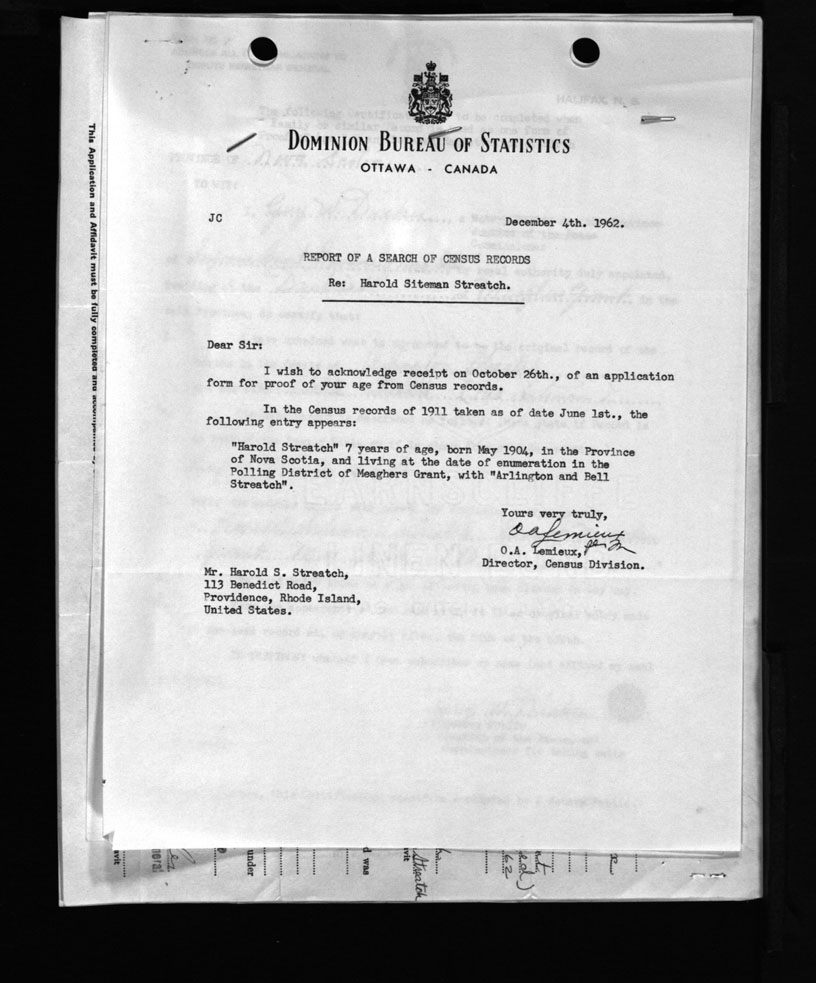 DOMINION BUREAU OF STATISTICS
OTTAWA - CANADA
HALIFAX, N. S.
JC
December 4th. 1962.
REPORT OF A SEARCH OF CENSUS RECORDS
Re: Harold Siteman Streatch.
Dear Sir:
I wish to acknowledge receipt on October 26th., of an application
form for proof of your age from Census records.
In the Census records of 1911 taken as of date June 1st., the
following entry appears:
"Harold Streatch" 7 years of age, born May 1904, in the Province
of Nova Scotia, and living at the date of enumeration in the
Polling District of Meaghers Grant, with "Arlington and Bell
Streatch".
Yours very truly,
O.A. Lemieux,
Director, Census Division.
Mr. Harold S. Streatch,
113 Benedict Road,
Providence, Rhode Island,
United States.
This Application and Affidavit must be fully completed and
under
d was
Streatch